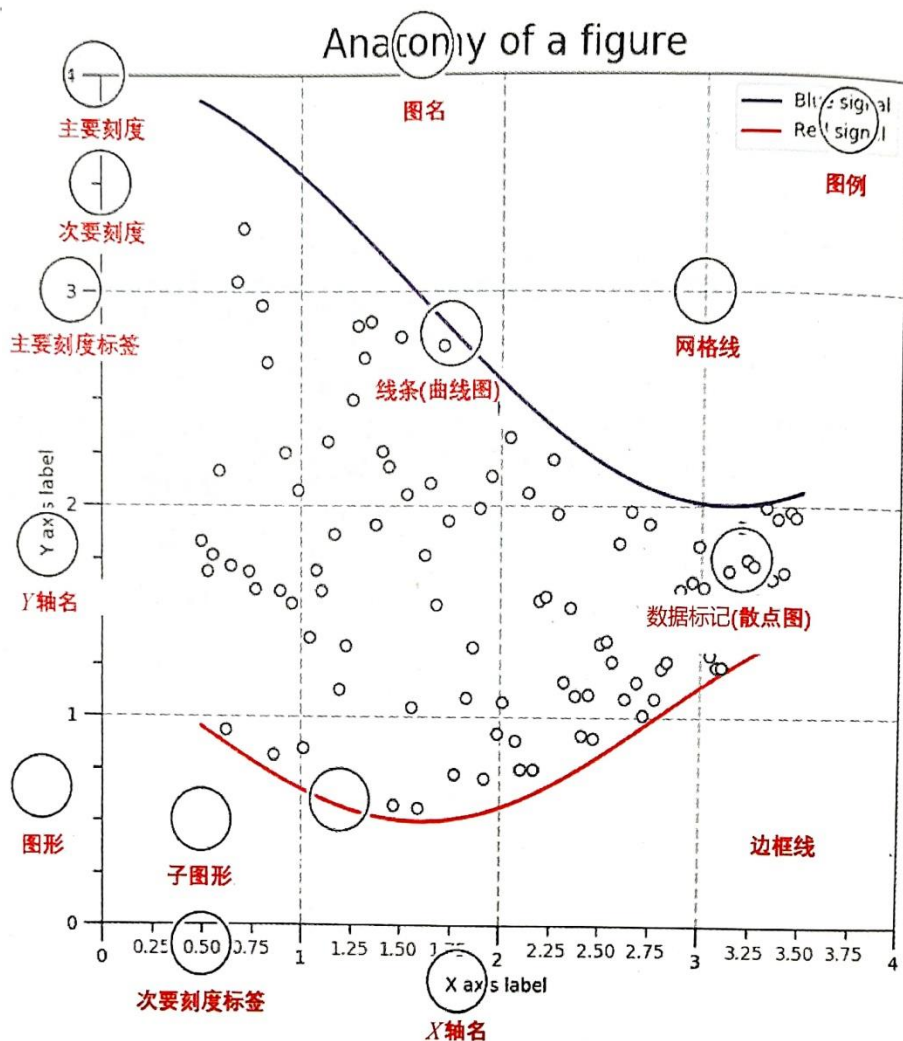 Anatomy of a figure
4
Blue signal
Red signal
图名
主要刻度
图例
次要刻度
3
主要刻度标签
网格线
线条(曲线图)
Y axis label
2
Y轴名
数据标记(散点图)
1
图形
子图形
边框线
0
0 0.25 0.50 0.75 1 1.25 1.50 2 2.25 2.50 2.75 3 3.25 3.50 3.75 4
次要刻度标签
X axis label
X轴名